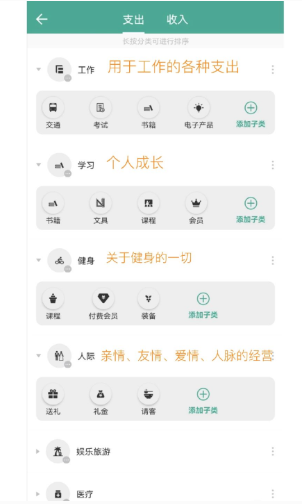 支出 收入
长按分类可进行排序
工作 用于工作的各种支出
交通 考试 书籍 电子产品 添加子类
学习 个人成长
书籍 文具 课程 会员 添加子类
健身 关于健身的一切
课程 付费会员 装备 添加子类
人际 亲情、友情、爱情、人脉的经营
送礼 礼金 请客 添加子类
娱乐旅游
医疗